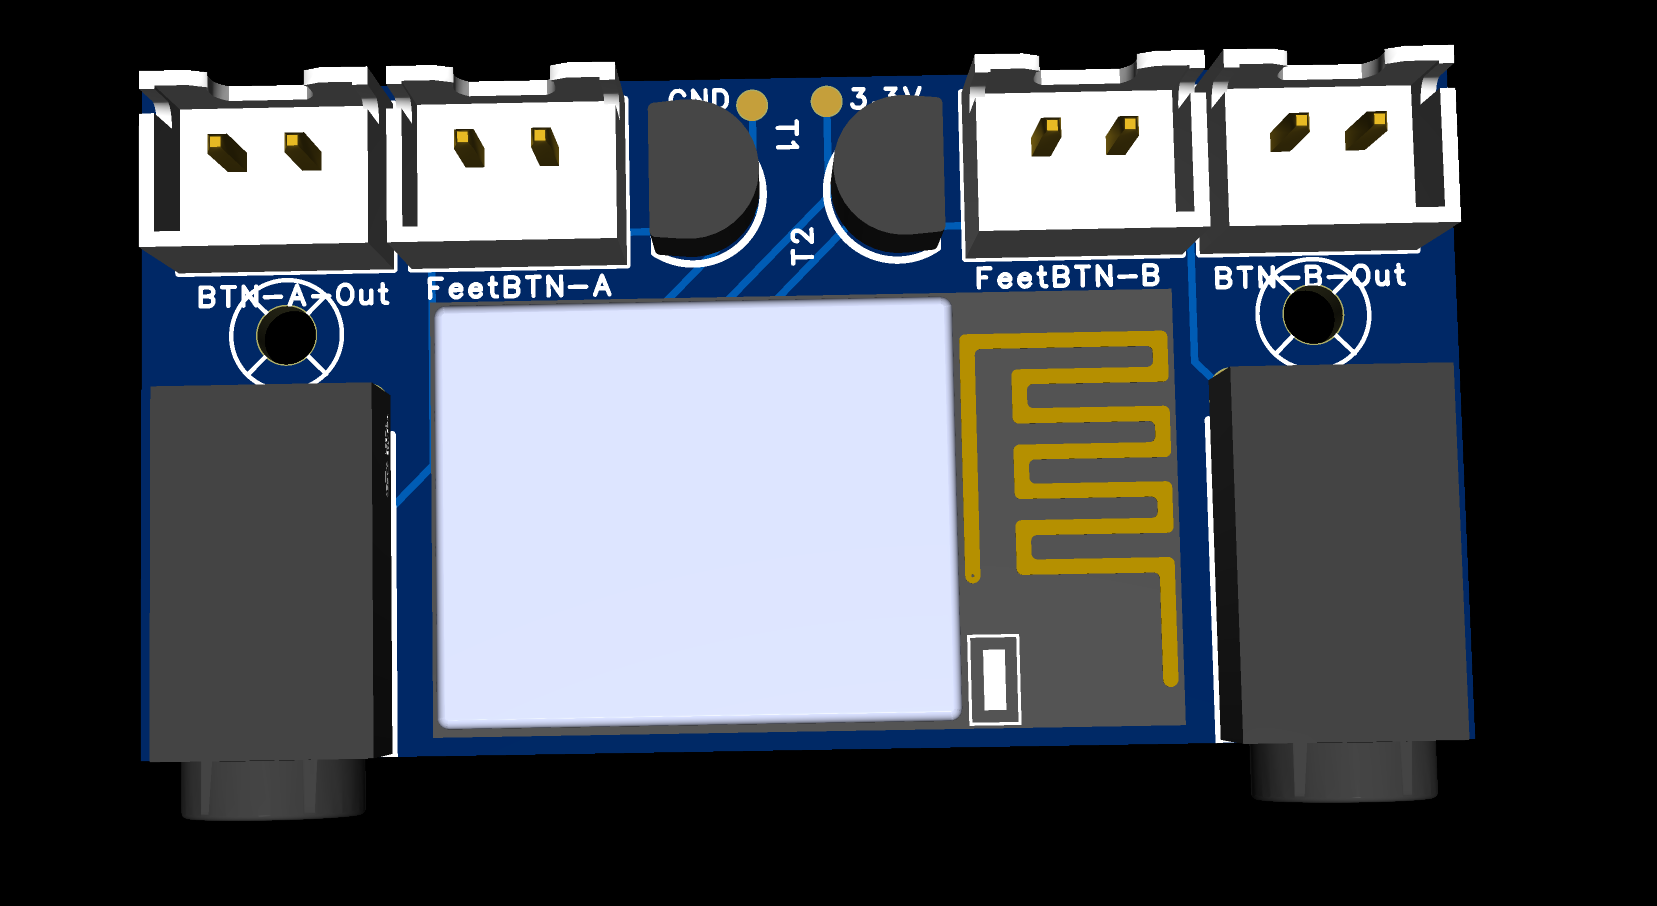 GND
3.3V
T1
T2
BTN-A-Out
FeetBTN-A
FeetBTN-B
BTN-B-Out